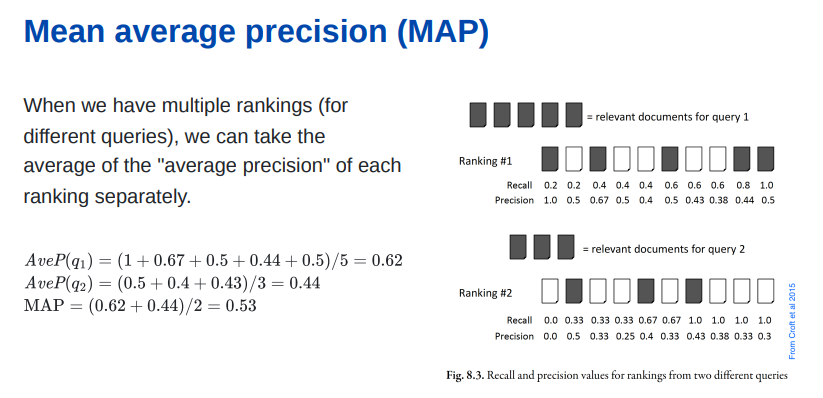 Mean average precision (MAP)
When we have multiple rankings (for
different queries), we can take the
average of the "average precision" of each
ranking separately.
AveP(q₁) = (1 + 0.67 + 0.5 + 0.44 + 0.5)/5 = 0.62
AveP(q₂) = (0.5 + 0.4 + 0.43)/3 = 0.44
MAP = (0.62 + 0.44)/2 = 0.53
= relevant documents for query 1
Ranking #1
Recall 0.2 0.2 0.4 0.4 0.4 0.6 0.6 0.6 0.8 1.0
Precision 1.0 0.5 0.67 0.5 0.4 0.5 0.43 0.38 0.44 0.5
= relevant documents for query 2
Ranking #2
Recall 0.0 0.33 0.33 0.33 0.67 0.67 1.0 1.0 1.0 1.0
Precision 0.0 0.5 0.33 0.25 0.4 0.33 0.43 0.38 0.33 0.3
From Croft et al 2015
Fig. 8.3. Recall and precision values for rankings from two different queries